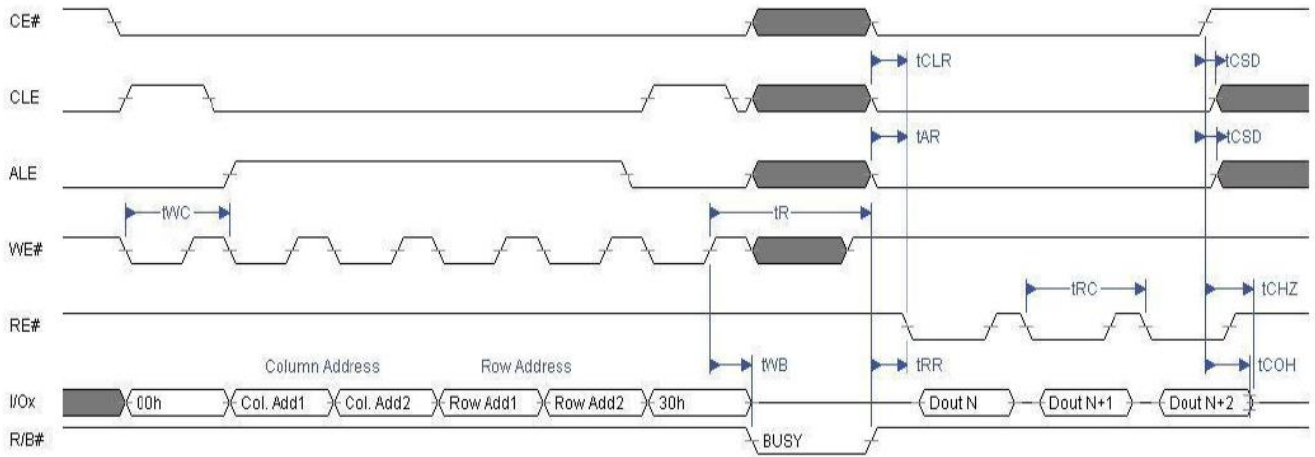 CE#
tCLR
tCSD
CLE
tAR
tCSD
ALE
tWC
tR
WE#
tRC
tCHZ
RE#
Column Address
Row Address
tWB
tRR
tCOH
I/Ox
00h
Col. Add1
Col. Add2
Row Add1
Row Add2
30h
Dout N
Dout N+1
Dout N+2
R/B#
BUSY